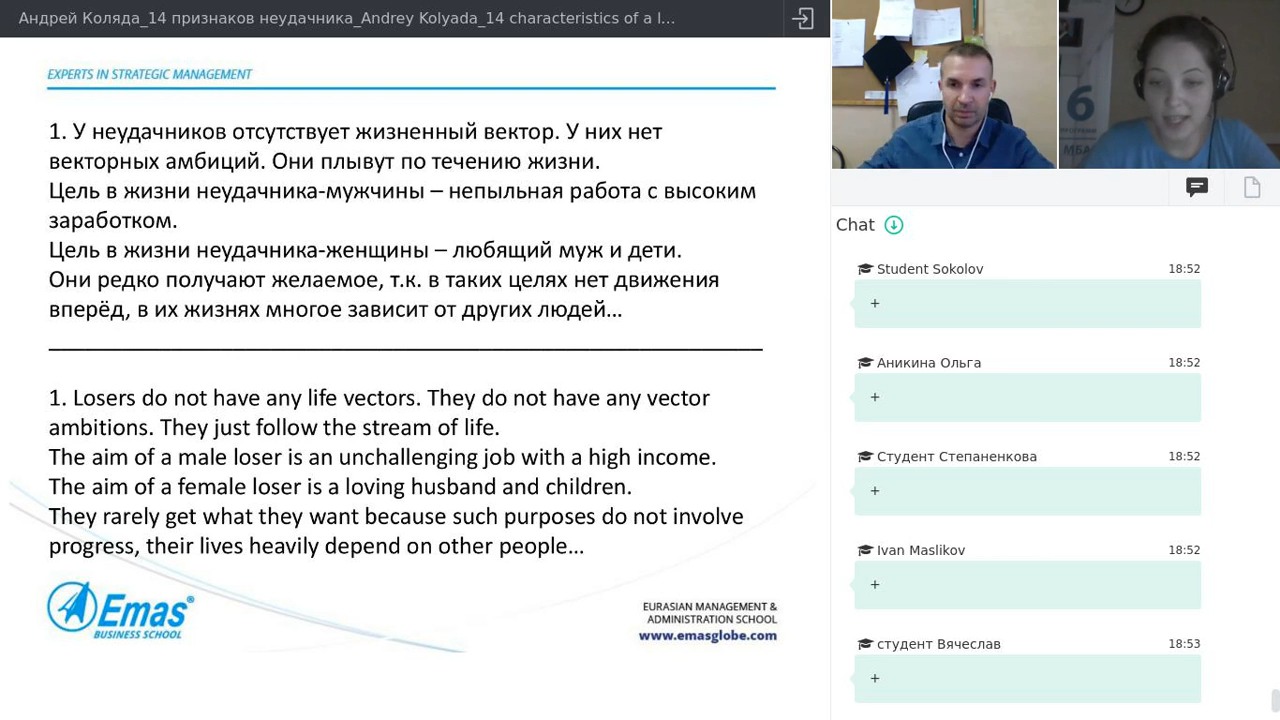 Андрей Коляда_14 признаков неудачника_Andrey Kolyada_14 characteristics of a l...
EXPERTS IN STRATEGIC MANAGEMENT
1. У неудачников отсутствует жизненный вектор. У них нет
векторных амбиций. Они плывут по течению жизни.
Цель в жизни неудачника-мужчины – непыльная работа с высоким
заработком.
Цель в жизни неудачника-женщины – любящий муж и дети.
Они редко получают желаемое, т.к. в таких целях нет движения
вперёд, в их жизнях многое зависит от других людей...
1. Losers do not have any life vectors. They do not have any vector
ambitions. They just follow the stream of life.
The aim of a male loser is an unchallenging job with a high income.
The aim of a female loser is a loving husband and children.
They rarely get what they want because such purposes do not involve
progress, their lives heavily depend on other people...
Emas®
BUSINESS SCHOOL
EURASIAN MANAGEMENT &
ADMINISTRATION SCHOOL
www.emasglobe.com
6
Chat
Student Sokolov 18:52
+
Аникина Ольга 18:52
+
Студент Степаненкова 18:52
+
Ivan Maslikov 18:52
+
студент Вячеслав 18:53
+